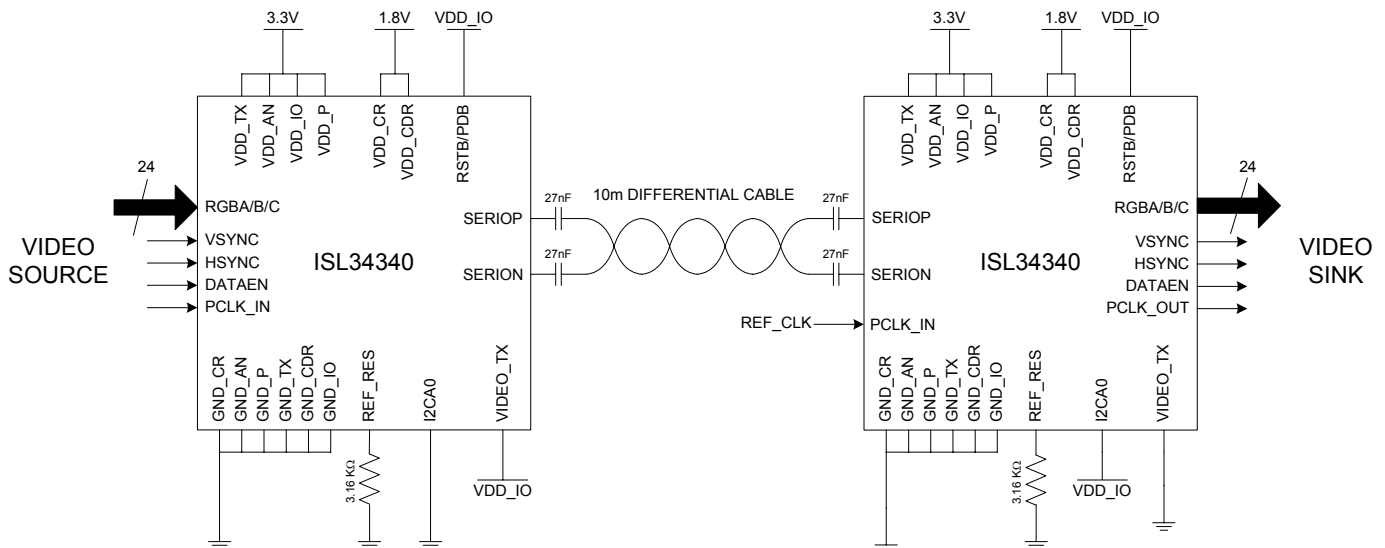 3.3V
1.8V
VDD_IO
3.3V
1.8V
VDD_IO
VDD_TX
VDD_AN
VDD_IO
VDD_P
VDD_CR
VDD_CDR
RSTB/PDB
VDD_TX
VDD_AN
VDD_IO
VDD_P
VDD_CR
VDD_CDR
RSTB/PDB
24
RGBA/B/C
VIDEO
SOURCE
VSYNC
HSYNC
DATAEN
PCLK_IN
ISL34340
SERIOP
SERION
27nF
27nF
10m DIFFERENTIAL CABLE
27nF
27nF
SERIOP
SERION
REF_CLK
PCLK_IN
ISL34340
24
RGBA/B/C
VSYNC
HSYNC
DATAEN
PCLK_OUT
VIDEO
SINK
GND_CR
GND_AN
GND_P
GND_TX
GND_CDR
GND_IO
REF_RES
I2CA0
VIDEO_TX
GND_CR
GND_AN
GND_P
GND_TX
GND_CDR
GND_IO
REF_RES
I2CA0
VIDEO_TX
3.16 KΩ
VDD_IO
3.16 KΩ
VDD_IO